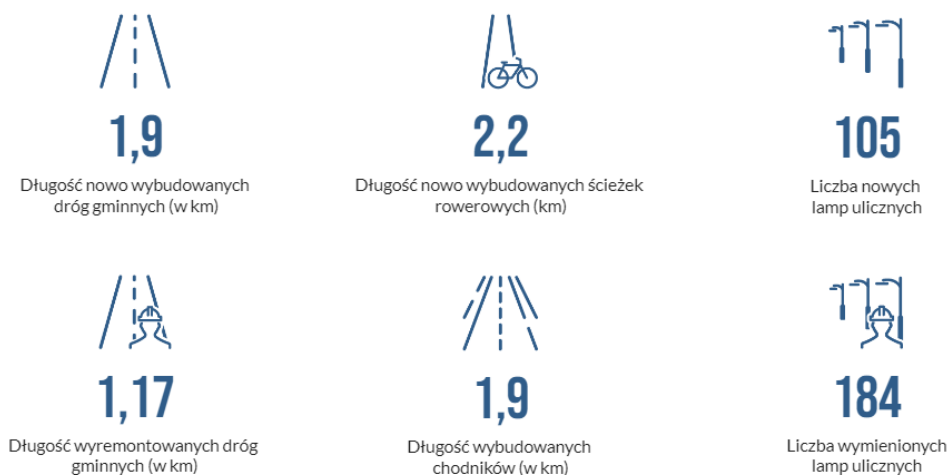 1,9
Długość nowo wybudowanych
dróg gminnych (w km)
2,2
Długość nowo wybudowanych ścieżek
rowerowych (km)
105
Liczba nowych
lamp ulicznych
1,17
Długość wyremontowanych dróg
gminnych (w km)
1,9
Długość wybudowanych
chodników (w km)
184
Liczba wymienionych
lamp ulicznych